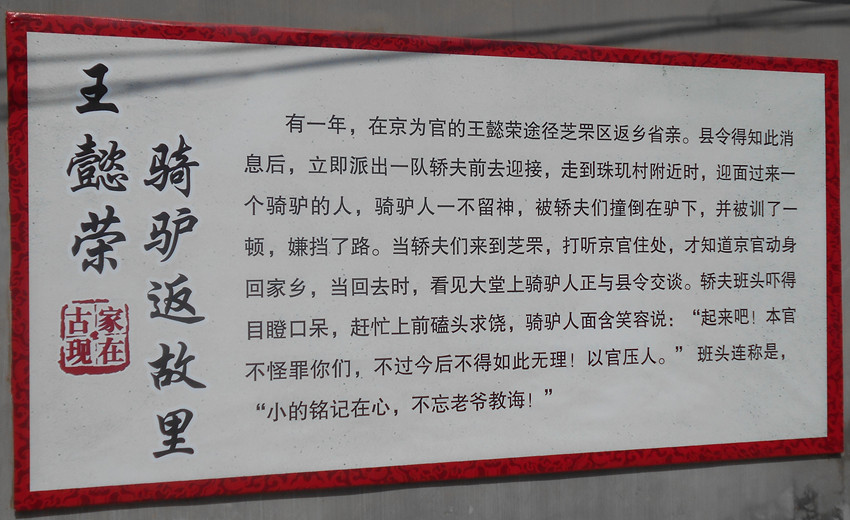 王懿荣
骑驴返故里
家在
古现
有一年，在京为官的王懿荣途径芝罘区返乡省亲。县令得知此消
息后，立即派出一队轿夫前去迎接，走到珠玑村附近时，迎面过来一
个骑驴的人，骑驴人一不留神，被轿夫们撞倒在驴下，并被训了一
顿，嫌挡了路。当轿夫们来到芝罘，打听京官住处，才知道京官动身
回家乡，当回去时，看见大堂上骑驴人正与县令交谈。轿夫班头吓得
目瞪口呆，赶忙上前磕头求饶，骑驴人面含笑容说：“起来吧！本官
不怪罪你们，不过今后不得如此无理！以官压人。”班头连称是，
“小的铭记在心，不忘老爷教诲！”